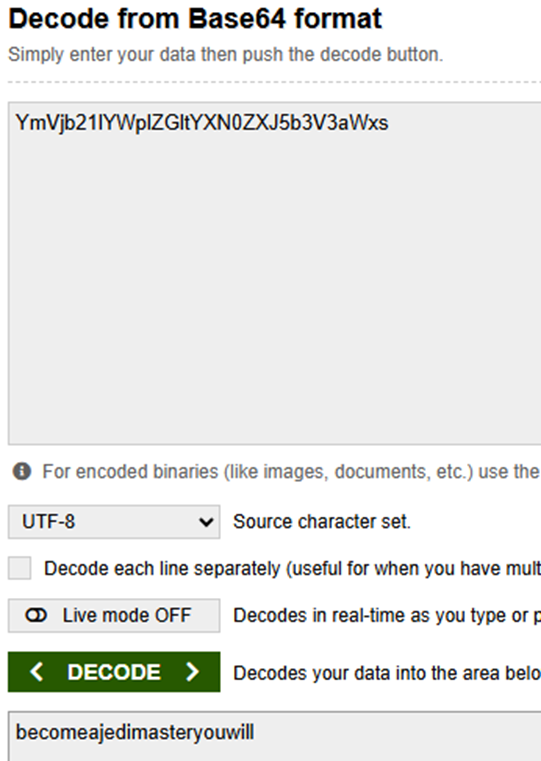 Decode from Base64 format
Simply enter your data then push the decode button.
YmVjb21lYWplZGltYXN0ZXJ5b3V3aWxs
For encoded binaries (like images, documents, etc.) use the
UTF-8 Source character set.
Decode each line separately (useful for when you have mult
Live mode OFF Decodes in real-time as you type or p
< DECODE > Decodes your data into the area belo
becomeajedimasteryouwill